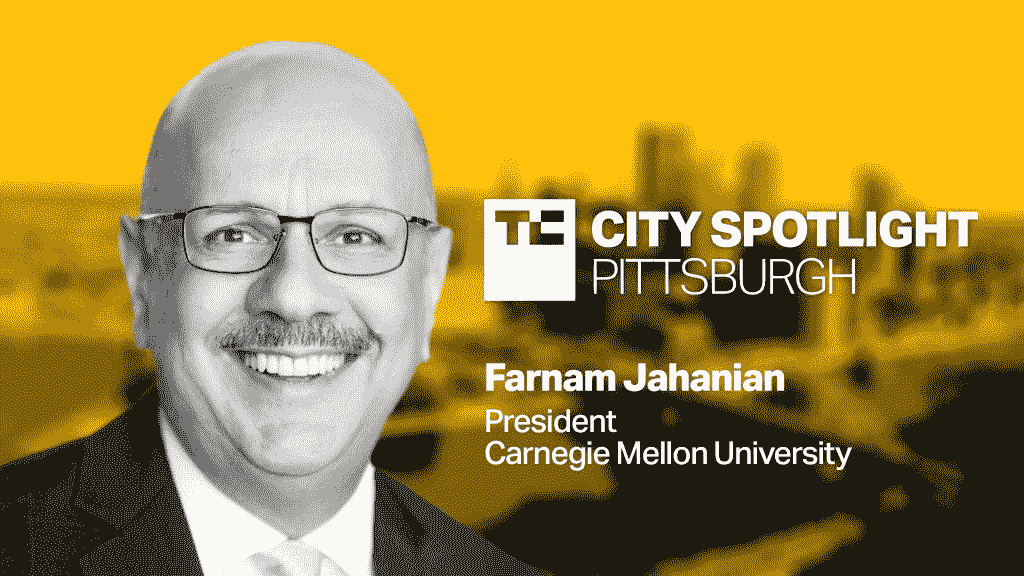 TC
CITY SPOTLIGHT
PITTSBURGH
Farnam Jahanian
President
Carnegie Mellon University